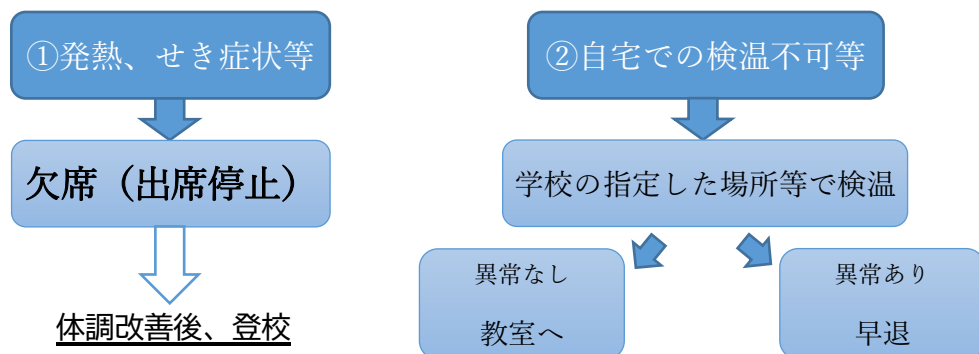 ①発熱、せき症状等
欠席（出席停止）
体調改善後、登校
②自宅での検温不可等
学校の指定した場所等で検温
異常なし
教室へ
異常あり
早退